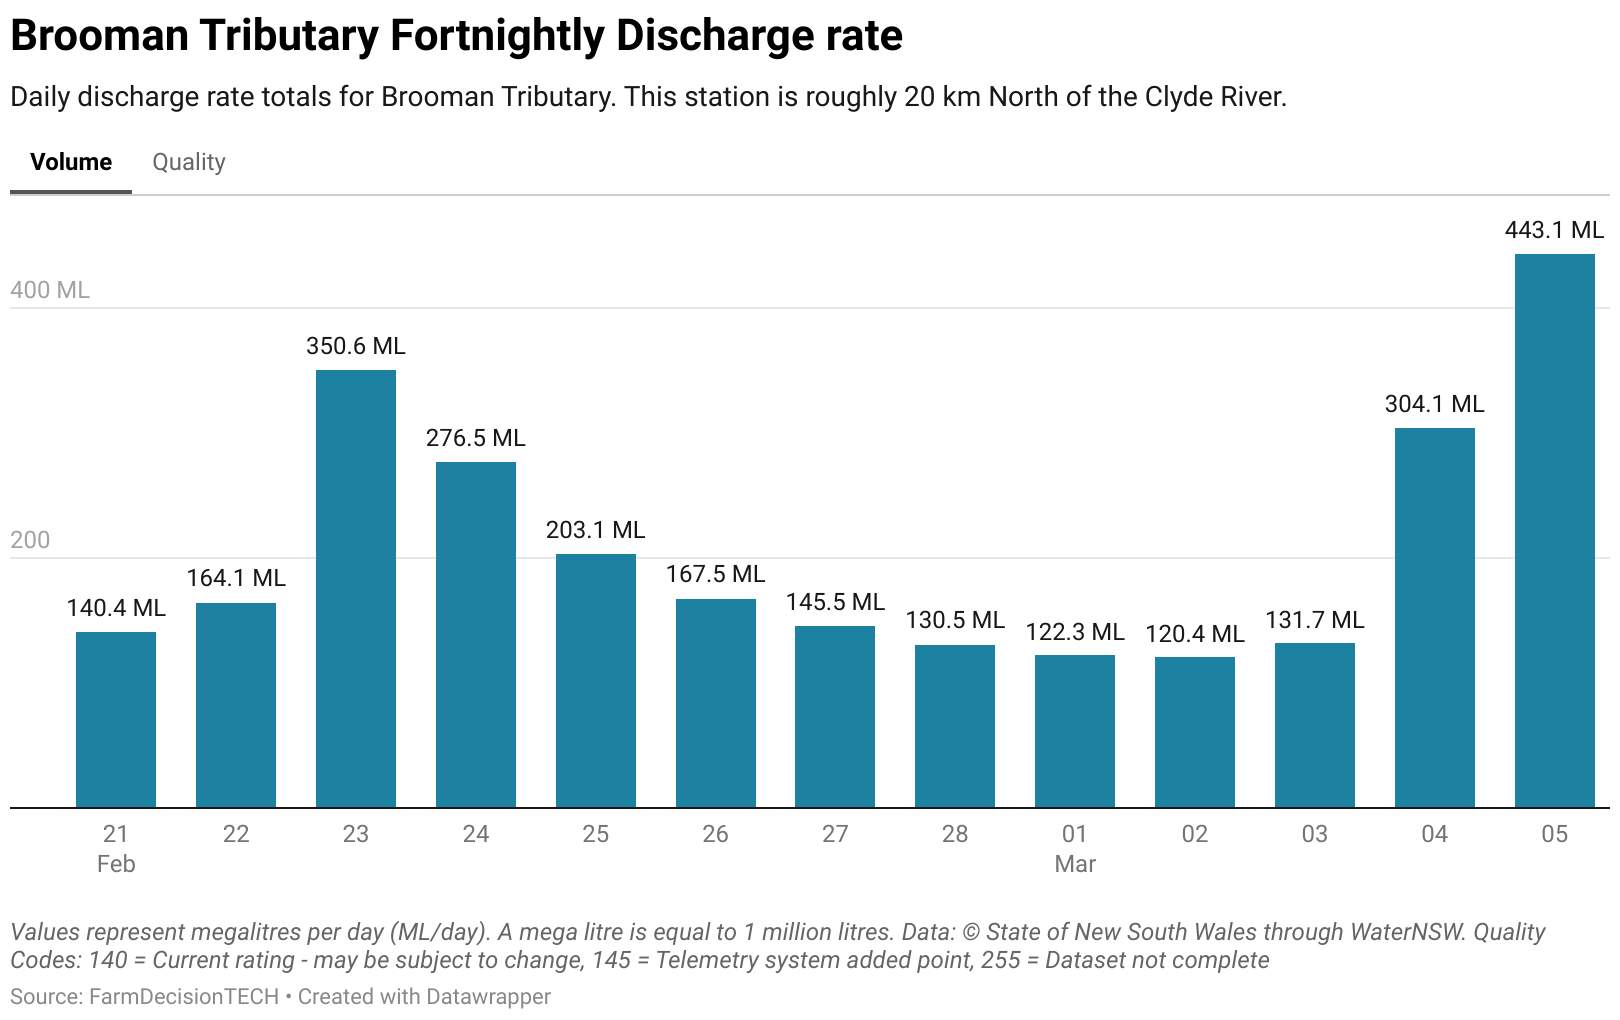 Brooman Tributary Fortnightly Discharge rate
Daily discharge rate totals for Brooman Tributary. This station is roughly 20 km North of the Clyde River.
Volume Quality
443.1 ML
400 ML
350.6 ML
304.1 ML
276.5 ML
203.1 ML
200
164.1 ML
167.5 ML
140.4 ML
145.5 ML
130.5 ML
122.3 ML
120.4 ML
131.7 ML
21 22 23 24 25 26 27 28 01 02 03 04 05
Feb Mar
Values represent megalitres per day (ML/day). A mega litre is equal to 1 million litres. Data: © State of New South Wales through WaterNSW. Quality
Codes: 140 = Current rating - may be subject to change, 145 = Telemetry system added point, 255 = Dataset not complete
Source: FarmDecisionTECH • Created with Datawrapper